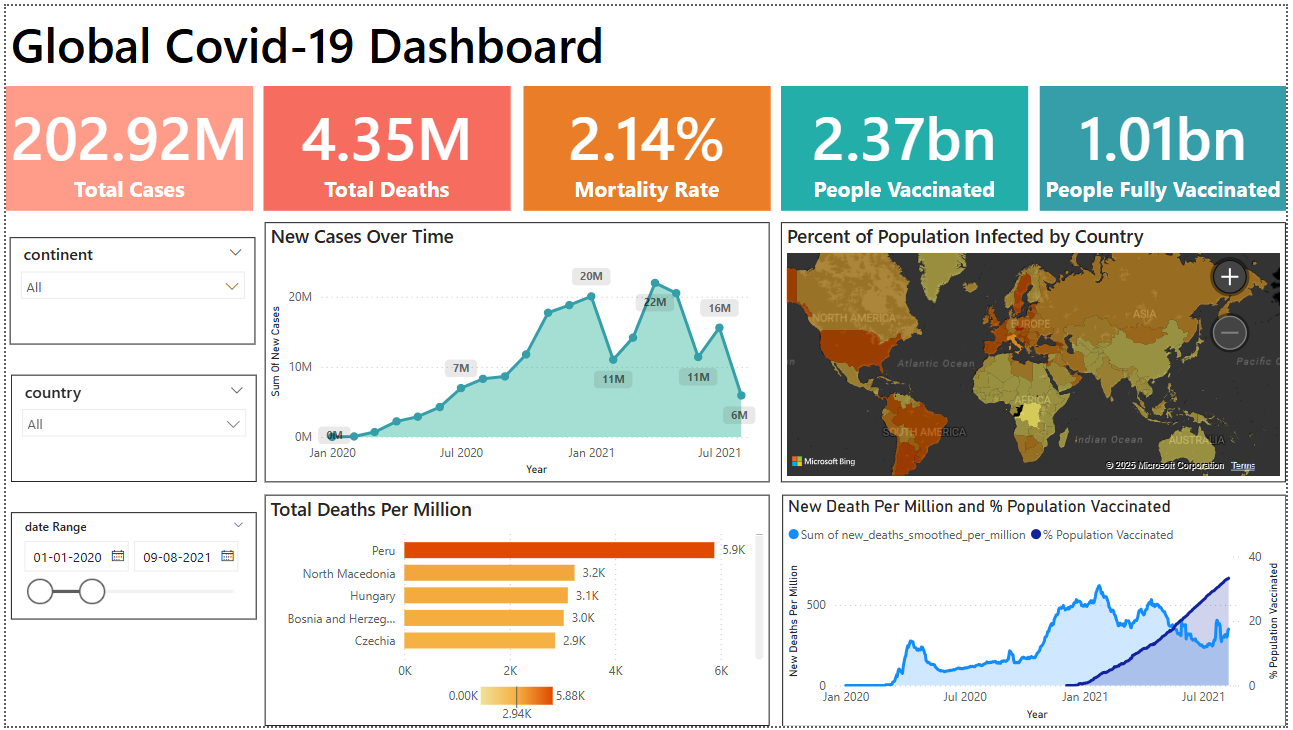 Global Covid-19 Dashboard
202.92M
Total Cases
4.35M
Total Deaths
2.14%
Mortality Rate
2.37bn
People Vaccinated
1.01bn
People Fully Vaccinated
continent
All
country
All
date Range
01-01-2020
09-08-2021
New Cases Over Time
Sum Of New Cases
20M
10M
0M
0M
7M
20M
11M
22M
11M
16M
6M
Jan 2020
Jul 2020
Jan 2021
Jul 2021
Year
Percent of Population Infected by Country
NORTH AMERICA
EUROPE
ASIA
Atlantic Ocean
Pacific
AFRICA
SOUTH AMERICA
Indian Ocean
AUSTRALIA
Microsoft Bing
© 2025 Microsoft Corporation Terms
Total Deaths Per Million
Peru
5.9K
North Macedonia
3.2K
Hungary
3.1K
Bosnia and Herzeg...
3.0K
Czechia
2.9K
0K
2K
4K
6K
0.00K
5.88K
2.94K
New Death Per Million and % Population Vaccinated
Sum of new_deaths_smoothed_per_million
% Population Vaccinated
New Deaths Per Million
500
0
40
20
0
% Population Vaccinated
Jan 2020
Jul 2020
Jan 2021
Jul 2021
Year